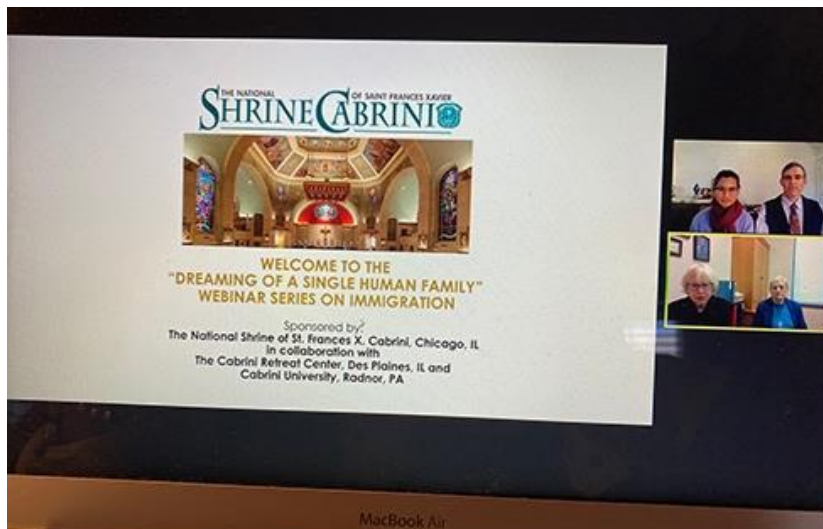 THE NATIONAL OF SAINT FRANCES XAVIER
SHRINE CABRINI
WELCOME TO THE
"DREAMING OF A SINGLE HUMAN FAMILY"
WEBINAR SERIES ON IMMIGRATION
Sponsored by:
The National Shrine of St. Frances X. Cabrini, Chicago, IL
in collaboration with
The Cabrini Retreat Center, Des Plaines, IL and
Cabrini University, Radnor, PA
MacBook Air